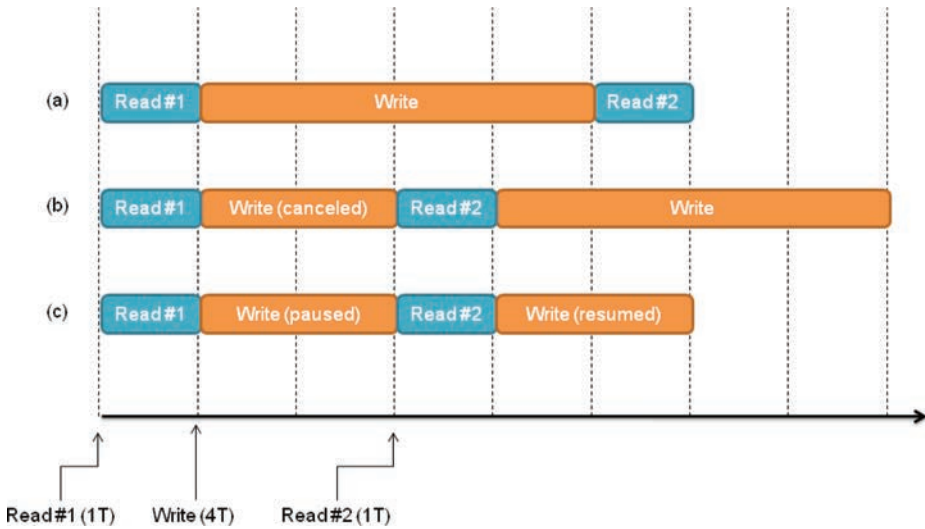 (a) Read #1 Write Read #2
(b) Read #1 Write (canceled) Read #2 Write
(c) Read #1 Write (paused) Read #2 Write (resumed)
Read #1 (1T) Write (4T) Read #2 (1T)